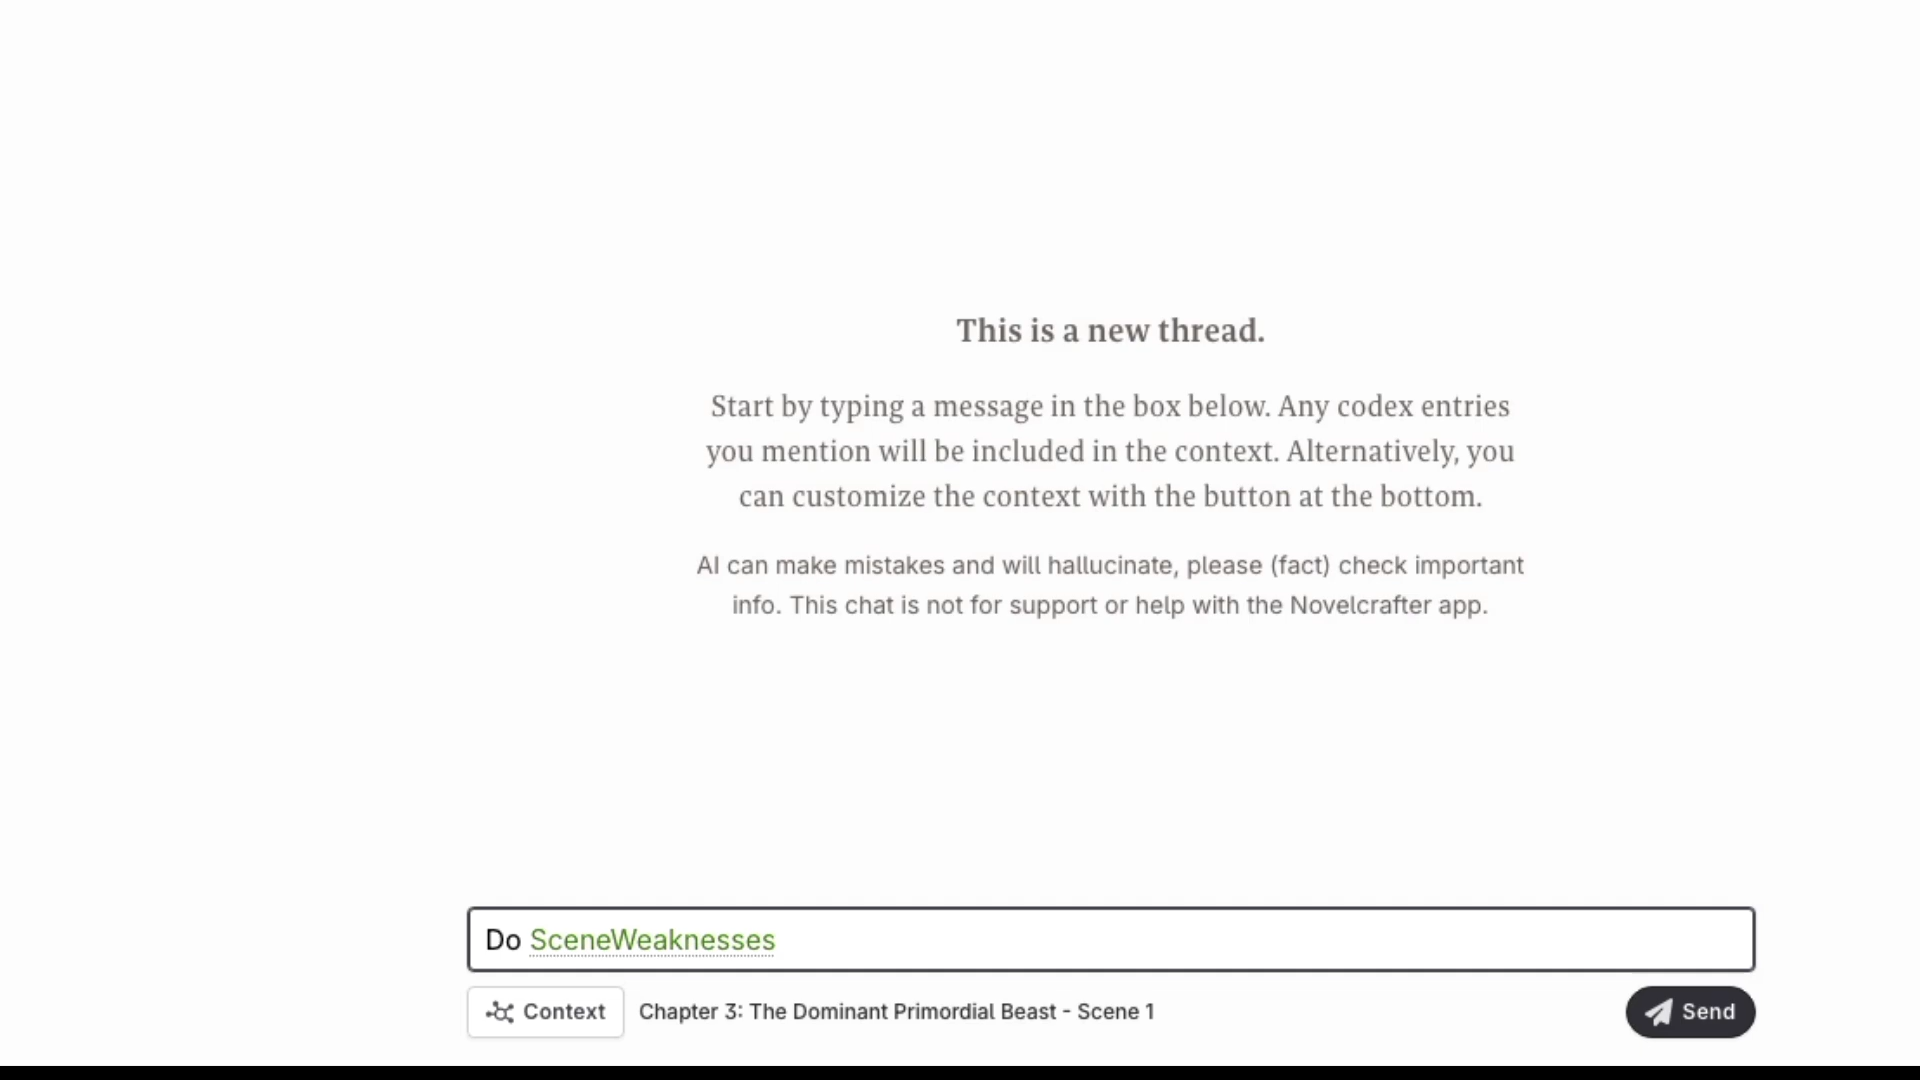 This is a new thread.
Start by typing a message in the box below. Any codex entries
you mention will be included in the context. Alternatively, you
can customize the context with the button at the bottom.
AI can make mistakes and will hallucinate, please (fact) check important
info. This chat is not for support or help with the Novelcrafter app.
Do SceneWeaknesses
Context Chapter 3: The Dominant Primordial Beast - Scene 1 Send